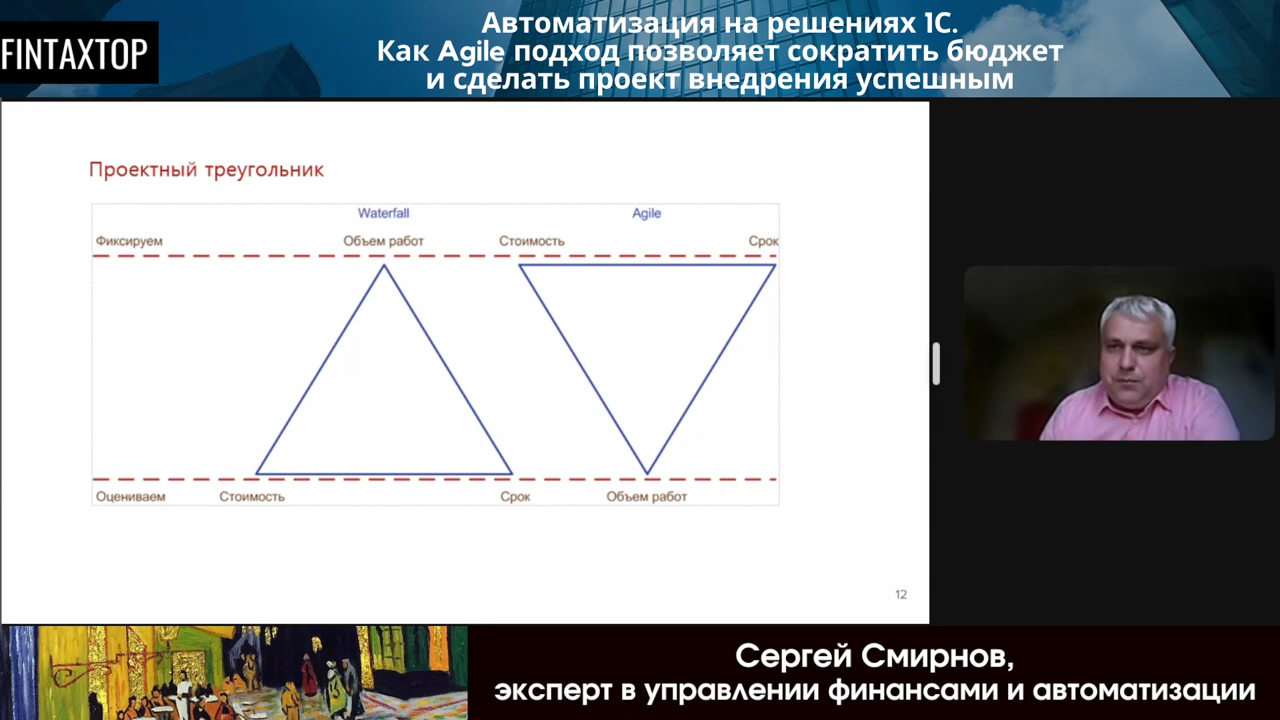 Автоматизация на решениях 1С.
Как Agile подход позволяет сократить бюджет
и сделать проект внедрения успешным
FINTAXTOP
Проектный треугольник
Waterfall
Agile
Фиксируем
Объем работ
Стоимость
Срок
Оцениваем
Стоимость
Срок
Объем работ
12
Сергей Смирнов,
эксперт в управлении финансами и автоматизации